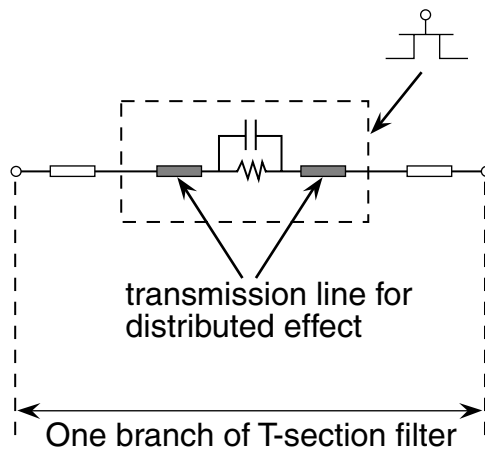 transmission line for
distributed effect
One branch of T-section filter